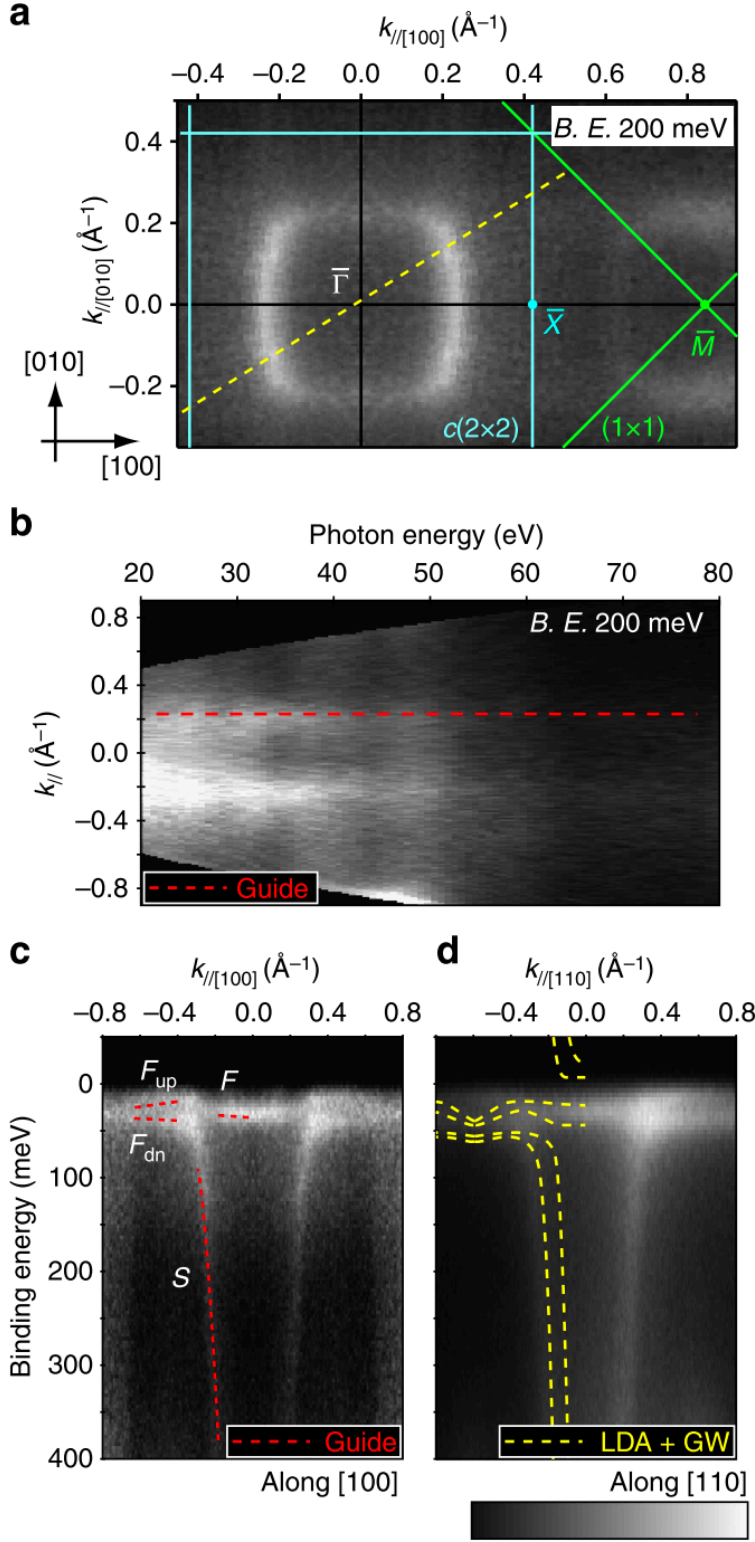 a
k//[100] (Å–1)
–0.4 –0.2 0.0 0.2 0.4 0.6 0.8
B. E. 200 meV
k//[010] (Å–1)
0.4
0.2
0.0
–0.2
Γ̅
X̅
M̅
c(2×2)
(1×1)
[010]
[100]
b
Photon energy (eV)
20 30 40 50 60 70 80
B. E. 200 meV
k// (Å–1)
0.8
0.4
0.0
–0.4
–0.8
Guide
c
k//[100] (Å–1)
–0.8 –0.4 0.0 0.4 0.8
Binding energy (meV)
0
100
200
300
400
Fup
F
Fdn
S
Guide
Along [100]
d
k//[110] (Å–1)
–0.4 0.0 0.4 0.8
LDA + GW
Along [110]